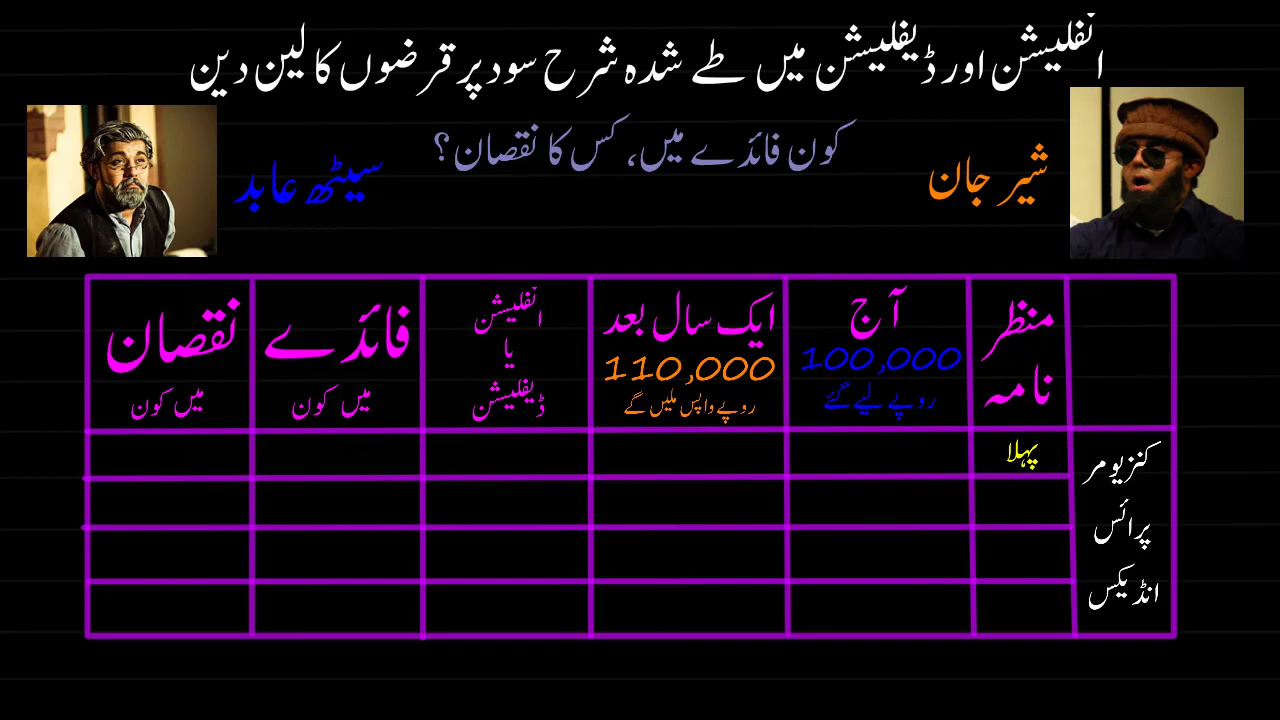 انفلیشن اور ڈیفلیشن میں طے شدہ شرح سود پر قرضوں کا لین دین
کون فائدے میں، کس کا نقصان؟
شیر جان
سیٹھ عابد
منظر
نامہ
آج
100,000
روپے لیے گئے
ایک سال بعد
110,000
روپے واپس ملیں گے
انفلیشن
یا
ڈیفلیشن
فائدے
میں کون
نقصان
میں کون
کنزیومر
پرائس
انڈیکس
پہلا